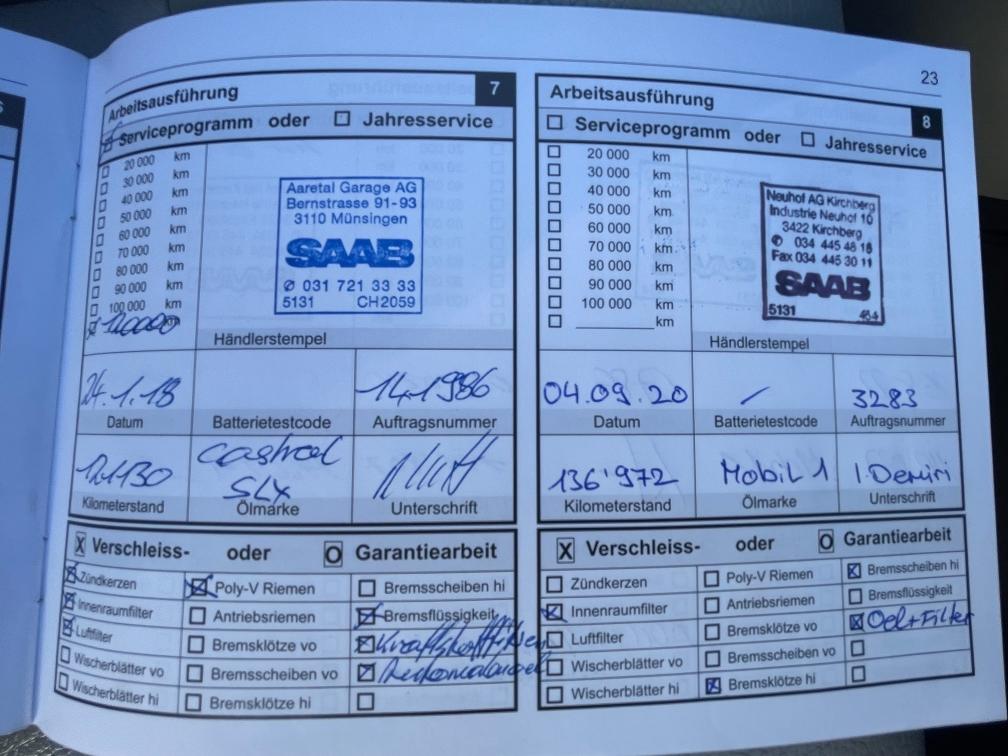 23
Arbeitsausführung 7
Serviceprogramm oder Jahresservice
20 000 km
30 000 km
40 000 km
50 000 km
60 000 km
70 000 km
80 000 km
90 000 km
100 000 km
120000 km
Aaretal Garage AG
Bernstrasse 91-93
3110 Münsingen
SAAB
✆ 031 721 33 33
5131 CH2059
Händlerstempel
24.1.18 1411986
Datum Batterietestcode Auftragsnummer
Castrol
SLX
Kilometerstand Ölmarke Unterschrift
X Verschleiss- oder O Garantiearbeit
Zündkerzen Poly-V Riemen Bremsscheiben hi
Innenraumfilter Antriebsriemen Bremsflüssigkeit
Luftfilter Bremsklötze vo
Wischerblätter vo Bremsscheiben vo
Wischerblätter hi Bremsklötze hi
Arbeitsausführung 8
Serviceprogramm oder Jahresservice
20 000 km
30 000 km
40 000 km
50 000 km
60 000 km
70 000 km
80 000 km
90 000 km
100 000 km
km
Neuhof AG Kirchberg
Industrie Neuhof 10
3422 Kirchberg
✆ 034 445 48 18
Fax 034 445 30 11
SAAB
5131 464
Händlerstempel
04.09.20 / 3283
Datum Batterietestcode Auftragsnummer
136'972 Mobil 1 I. Demiri
Kilometerstand Ölmarke Unterschrift
X Verschleiss- oder O Garantiearbeit
Zündkerzen Poly-V Riemen Bremsscheiben hi
Innenraumfilter Antriebsriemen Bremsflüssigkeit
Luftfilter Bremsklötze vo Oel+Filter
Wischerblätter vo Bremsscheiben vo
Wischerblätter hi Bremsklötze hi